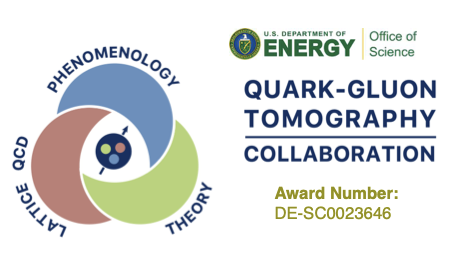 PHENOMENOLOGY
LATTICE QCD
THEORY
U.S. DEPARTMENT OF
ENERGY
Office of
Science
QUARK-GLUON
TOMOGRAPHY
COLLABORATION
Award Number:
DE-SC0023646